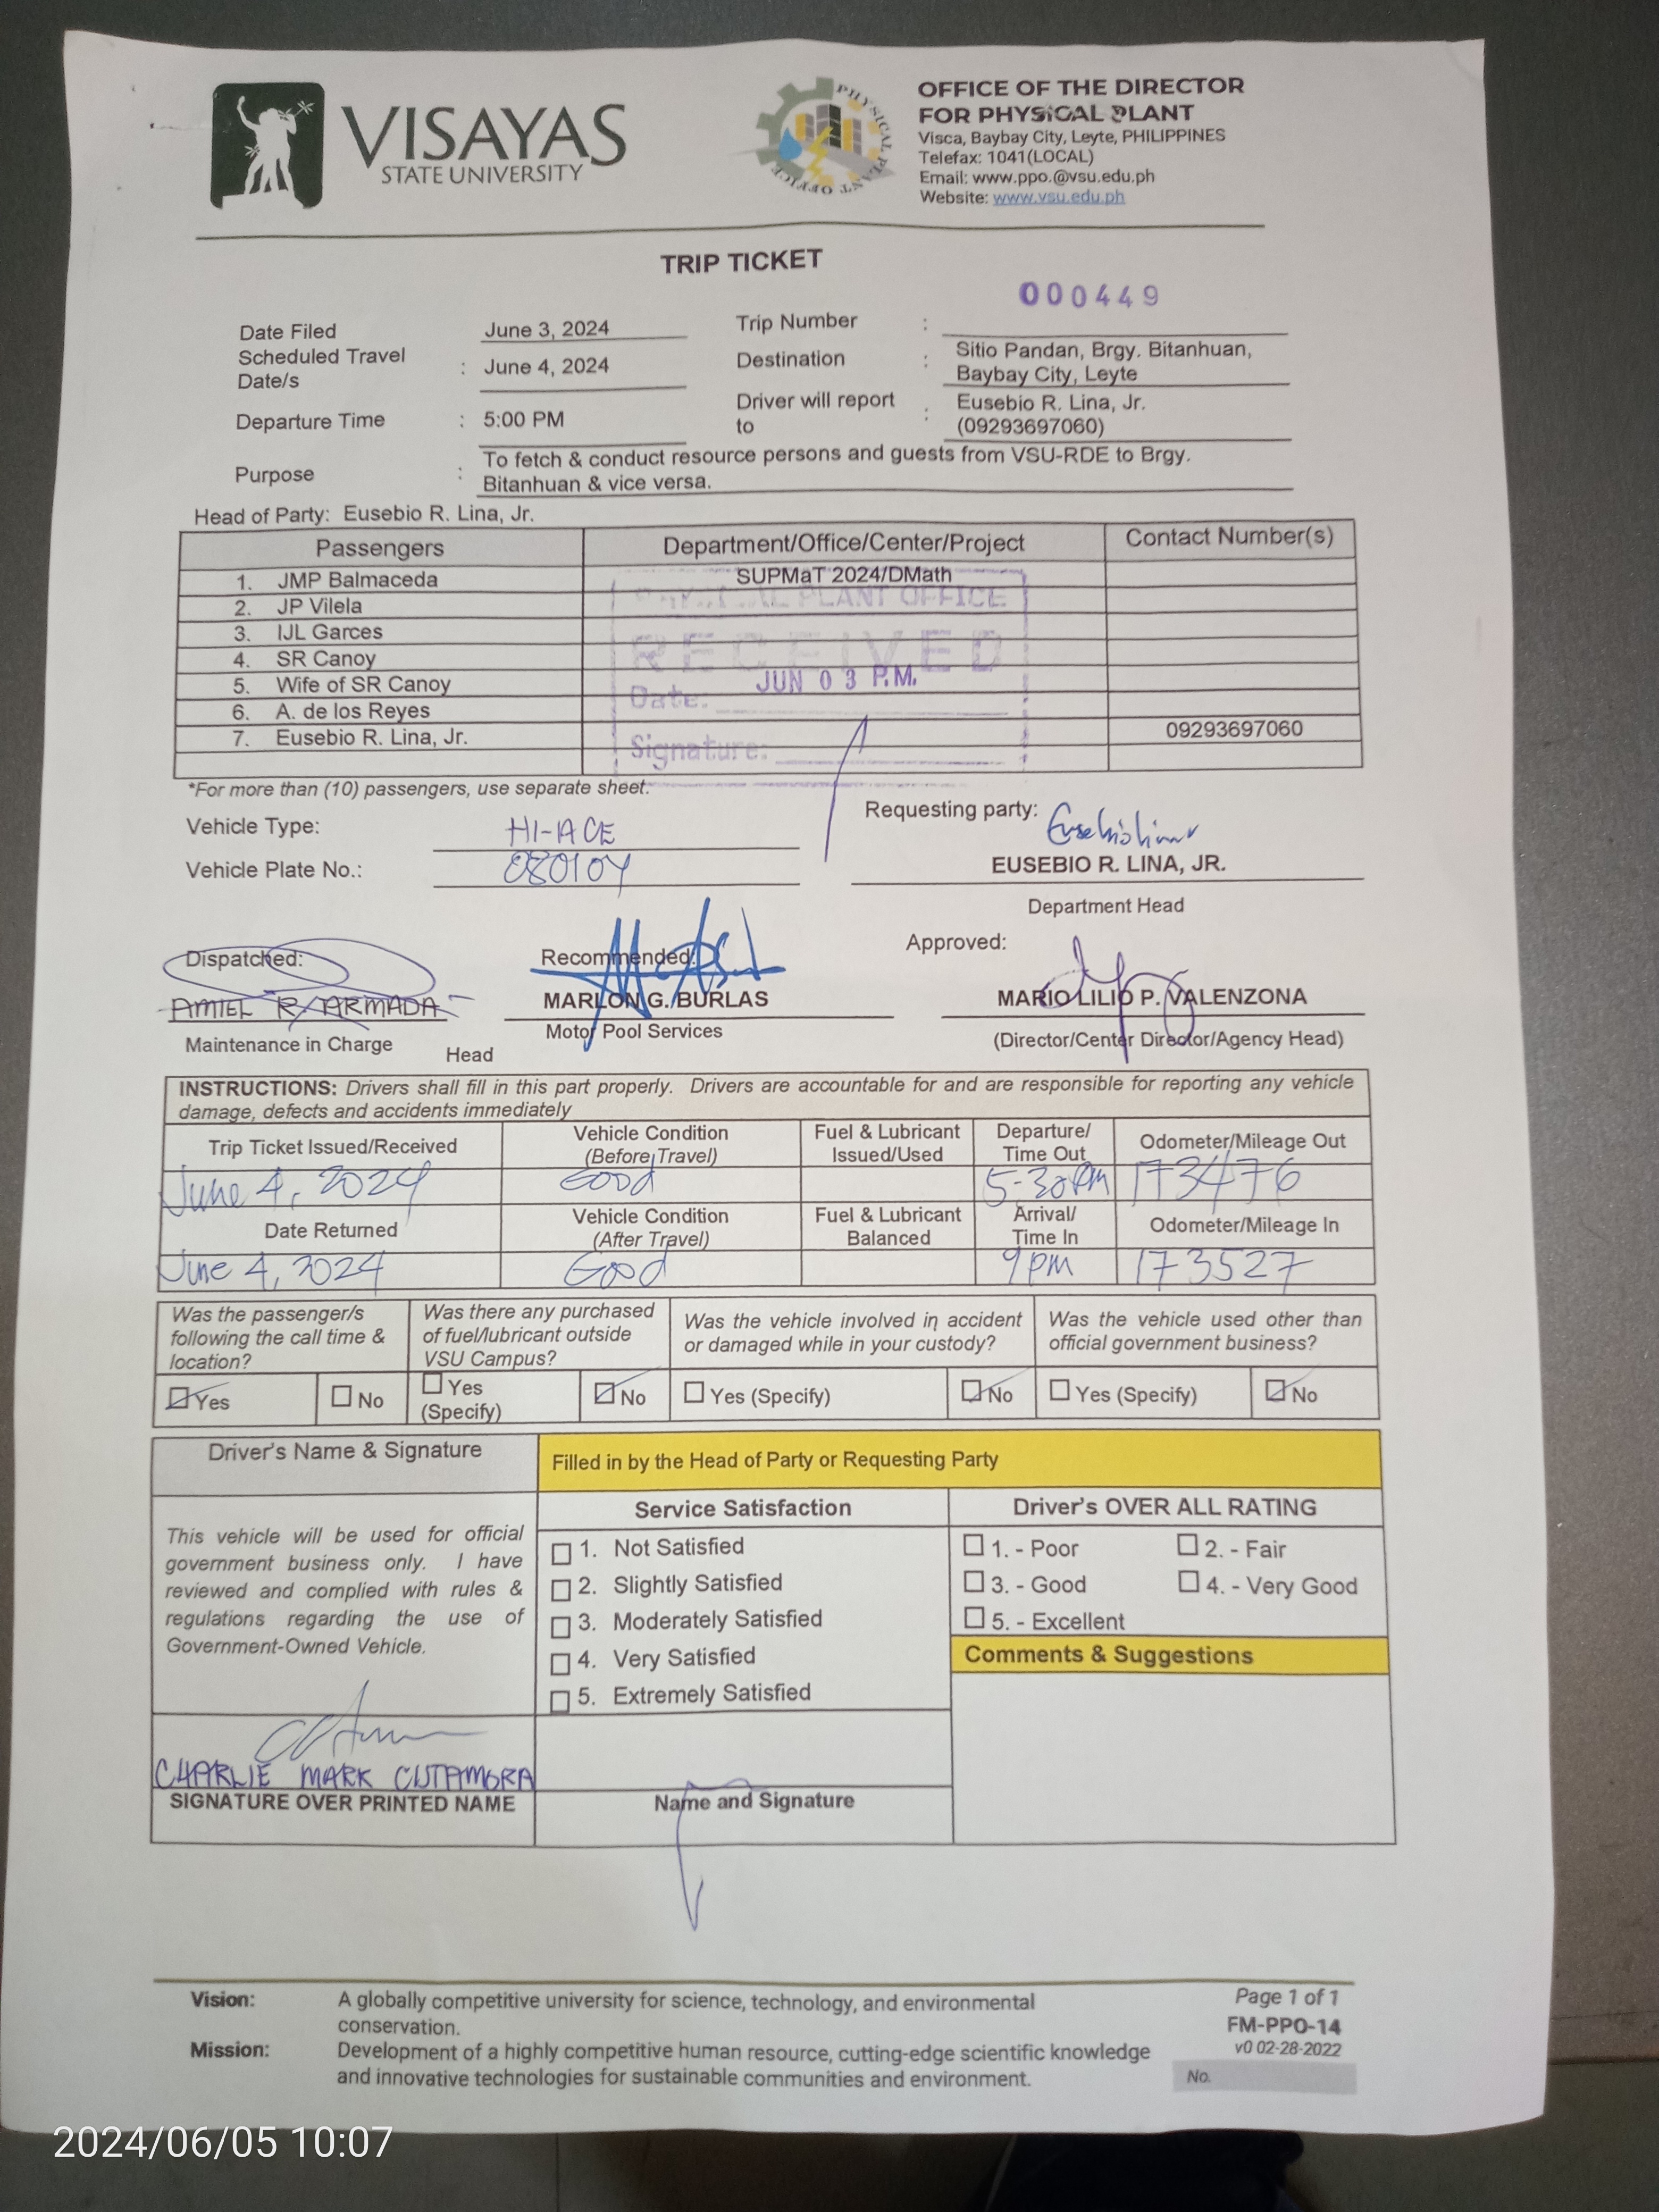 VISAYAS
STATE UNIVERSITY
PHYSICAL PLANT OFFICE
OFFICE OF THE DIRECTOR
FOR PHYSICAL PLANT
Visca, Baybay City, Leyte, PHILIPPINES
Telefax: 1041(LOCAL)
Email: www.ppo.@vsu.edu.ph
Website: www.vsu.edu.ph
TRIP TICKET
000449
Date Filed June 3, 2024 Trip Number :
Scheduled Travel Date/s : June 4, 2024 Destination : Sitio Pandan, Brgy. Bitanhuan,
Baybay City, Leyte
Departure Time : 5:00 PM Driver will report to : Eusebio R. Lina, Jr.
(09293697060)
Purpose : To fetch & conduct resource persons and guests from VSU-RDE to Brgy.
Bitanhuan & vice versa.
Head of Party: Eusebio R. Lina, Jr.
Passengers Department/Office/Center/Project Contact Number(s)
1. JMP Balmaceda SUPMaT 2024/DMath
2. JP Vilela
3. IJL Garces
4. SR Canoy
5. Wife of SR Canoy
6. A. de los Reyes
7. Eusebio R. Lina, Jr. 09293697060
PHYSICAL PLANT OFFICE
RECEIVED
JUN 03 P.M.
Date:
Signature:
*For more than (10) passengers, use separate sheet.
Vehicle Type: HI-ACE Requesting party:
Vehicle Plate No.: 080104 EUSEBIO R. LINA, JR.
Department Head
Dispatched: Recommended: Approved:
AMIEL R. ARMADA MARLON G. BURLAS MARIO LILIO P. VALENZONA
Maintenance in Charge Head Motor Pool Services (Director/Center Director/Agency Head)
INSTRUCTIONS: Drivers shall fill in this part properly. Drivers are accountable for and are responsible for reporting any vehicle
damage, defects and accidents immediately
Trip Ticket Issued/Received Vehicle Condition (Before Travel) Fuel & Lubricant Issued/Used Departure/ Time Out Odometer/Mileage Out
June 4, 2024 Good 5-30 PM 173476
Date Returned Vehicle Condition (After Travel) Fuel & Lubricant Balanced Arrival/ Time In Odometer/Mileage In
June 4, 2024 Good 9 pm 173527
Was the passenger/s following the call time & location? Was there any purchased of fuel/lubricant outside VSU Campus? Was the vehicle involved in accident or damaged while in your custody? Was the vehicle used other than official government business?
Yes No Yes (Specify) No Yes (Specify) No Yes (Specify) No
Driver's Name & Signature Filled in by the Head of Party or Requesting Party
Service Satisfaction Driver's OVER ALL RATING
This vehicle will be used for official
government business only. I have
reviewed and complied with rules &
regulations regarding the use of
Government-Owned Vehicle.
1. Not Satisfied
2. Slightly Satisfied
3. Moderately Satisfied
4. Very Satisfied
5. Extremely Satisfied
1. - Poor 2. - Fair
3. - Good 4. - Very Good
5. - Excellent
Comments & Suggestions
CHARLIE MARK CUTAMORA
SIGNATURE OVER PRINTED NAME Name and Signature
Vision: A globally competitive university for science, technology, and environmental
conservation.
Mission: Development of a highly competitive human resource, cutting-edge scientific knowledge
and innovative technologies for sustainable communities and environment.
Page 1 of 1
FM-PPO-14
v0 02-28-2022
No.
2024/06/05 10:07